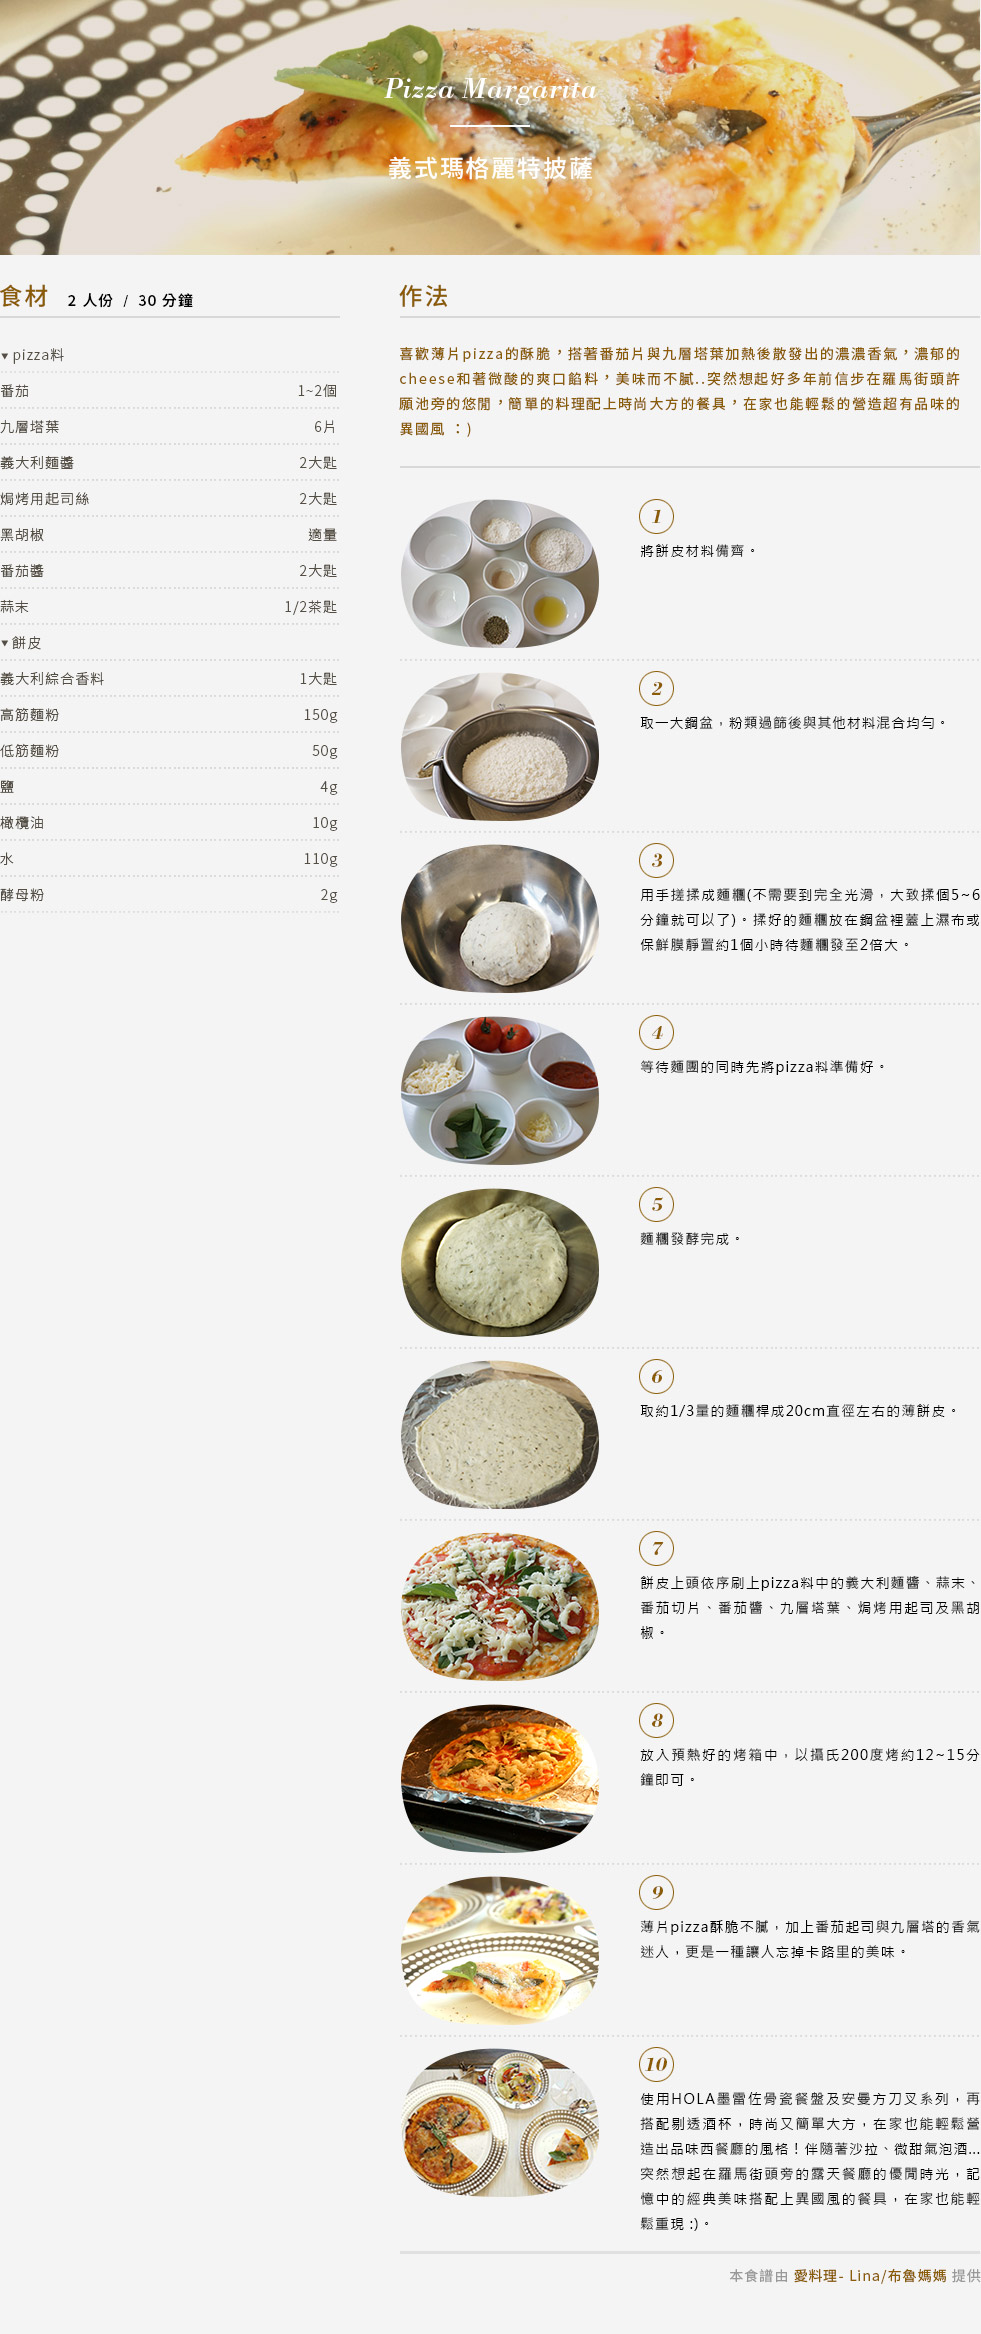 Pizza Margarita
義式瑪格麗特披薩
食材 2 人份 / 30 分鐘
▼pizza料
番茄 1~2個
九層塔葉 6片
義大利麵醬 2大匙
焗烤用起司絲 2大匙
黑胡椒 適量
番茄醬 2大匙
蒜末 1/2茶匙
▼餅皮
義大利綜合香料 1大匙
高筋麵粉 150g
低筋麵粉 50g
鹽 4g
橄欖油 10g
水 110g
酵母粉 2g
作法
喜歡薄片pizza的酥脆，搭著番茄片與九層塔葉加熱後散發出的濃濃香氣，濃郁的
cheese和著微酸的爽口餡料，美味而不膩..突然想起好多年前信步在羅馬街頭許
願池旁的悠閒，簡單的料理配上時尚大方的餐具，在家也能輕鬆的營造超有品味的
異國風 ：)
1
將餅皮材料備齊。
2
取一大鋼盆，粉類過篩後與其他材料混合均勻。
3
用手搓揉成麵糰(不需要到完全光滑，大致揉個5~6
分鐘就可以了)。揉好的麵糰放在鋼盆裡蓋上濕布或
保鮮膜靜置約1個小時待麵糰發至2倍大。
4
等待麵團的同時先將pizza料準備好。
5
麵糰發酵完成。
6
取約1/3量的麵糰桿成20cm直徑左右的薄餅皮。
7
餅皮上頭依序刷上pizza料中的義大利麵醬、蒜末、
番茄切片、番茄醬、九層塔葉、焗烤用起司及黑胡
椒。
8
放入預熱好的烤箱中，以攝氏200度烤約12~15分
鐘即可。
9
薄片pizza酥脆不膩，加上番茄起司與九層塔的香氣
迷人，更是一種讓人忘掉卡路里的美味。
10
使用HOLA墨雷佐骨瓷餐盤及安曼方刀叉系列，再
搭配剔透酒杯，時尚又簡單大方，在家也能輕鬆營
造出品味西餐廳的風格！伴隨著沙拉、微甜氣泡酒...
突然想起在羅馬街頭旁的露天餐廳的優閒時光，記
憶中的經典美味搭配上異國風的餐具，在家也能輕
鬆重現 :)。
本食譜由 愛料理- Lina/布魯媽媽 提供